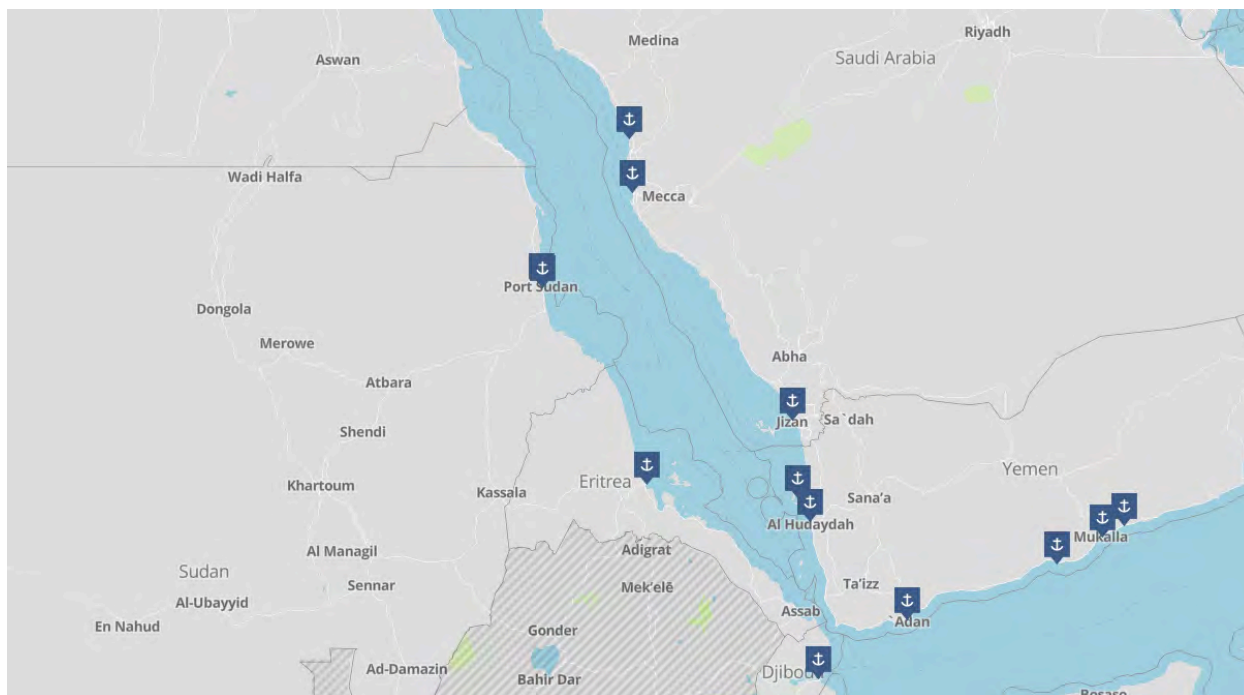 Medina
Riyadh
Aswan
Saudi Arabia
Wadi Halfa
Mecca
Port Sudan
Dongola
Merowe
Abha
Atbara
Jizan
Sa`dah
Shendi
Yemen
Eritrea
Khartoum
Kassala
Sana’a
Al Hudaydah
Mukalla
Al Managil
Adigrat
Sudan
Sennar
Mek’elē
Ta’izz
Al-Ubayyid
Assab
`Adan
En Nahud
Gonder
Ad-Damazin
Bahir Dar